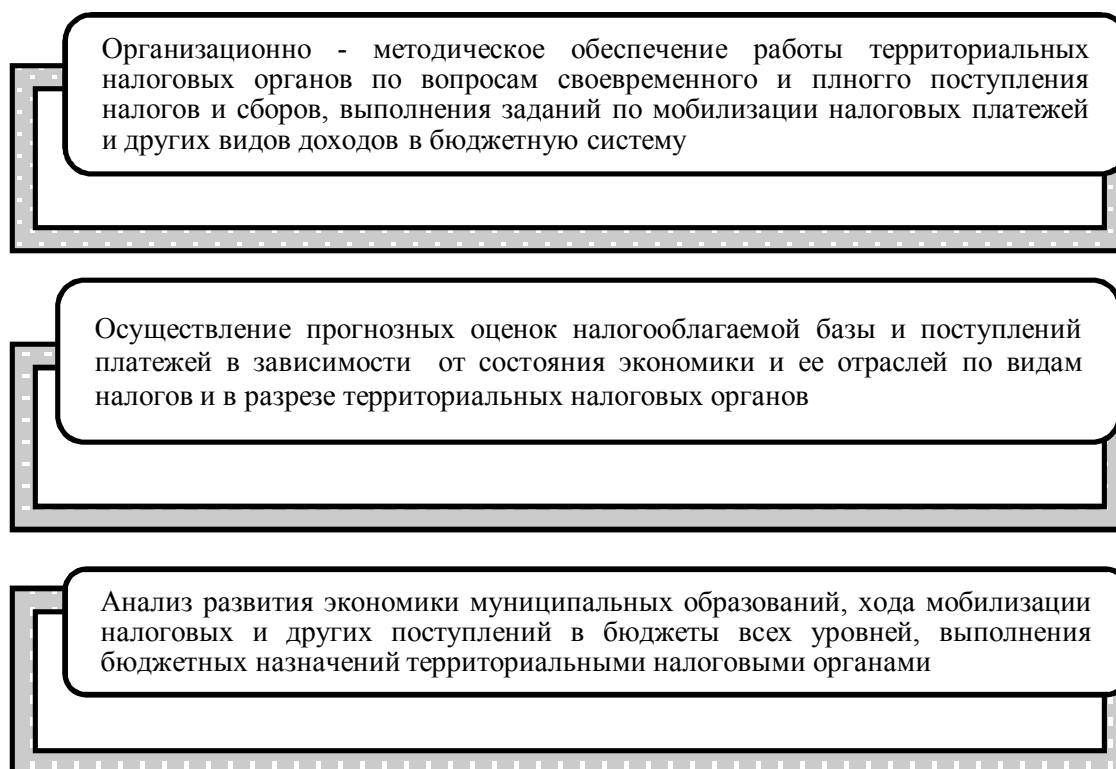 Организационно - методическое обеспечение работы территориальных
налоговых органов по вопросам своевременного и плногго поступления
налогов и сборов, выполнения заданий по мобилизации налоговых платежей
и других видов доходов в бюджетную систему
Осуществление прогнозных оценок налогооблагаемой базы и поступлений
платежей в зависимости от состояния экономики и ее отраслей по видам
налогов и в разрезе территориальных налоговых органов
Анализ развития экономики муниципальных образований, хода мобилизации
налоговых и других поступлений в бюджеты всех уровней, выполнения
бюджетных назначений территориальными налоговыми органами